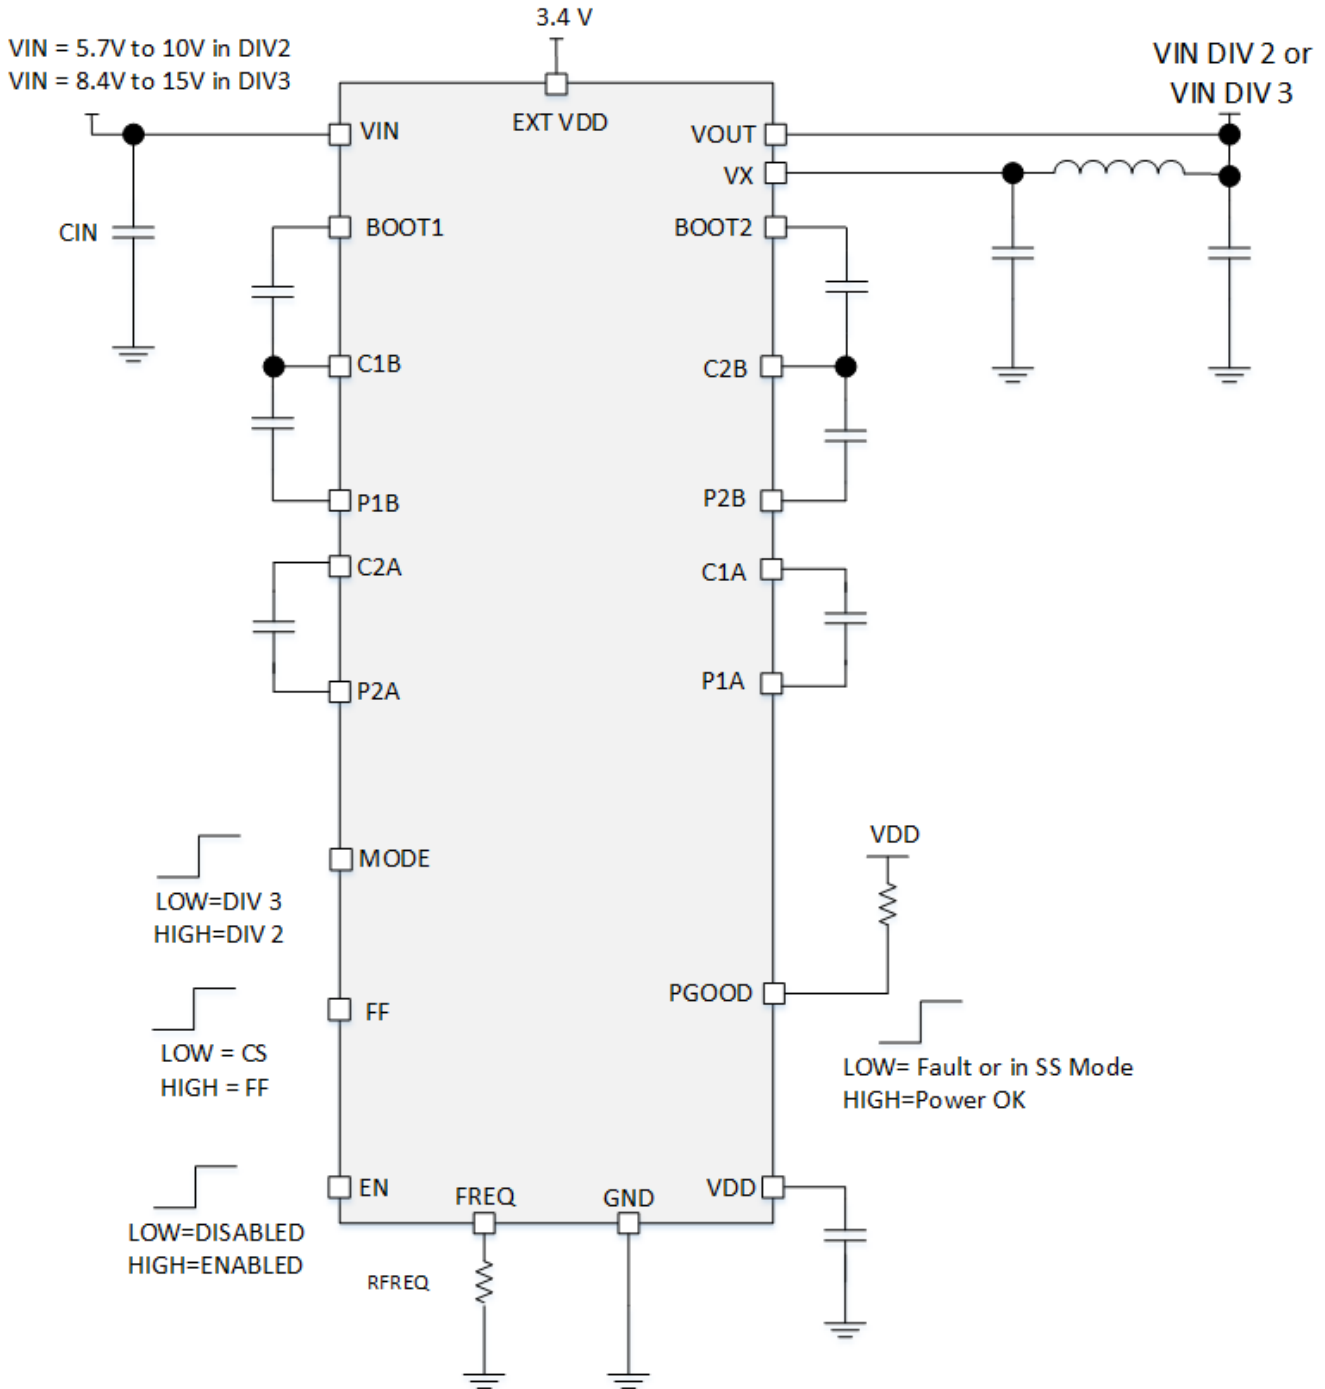 3.4 V
VIN = 5.7V to 10V in DIV2
VIN = 8.4V to 15V in DIV3
VIN DIV 2 or
VIN DIV 3
EXT VDD
VIN
VOUT
VX
BOOT1
BOOT2
CIN
C1B
C2B
P1B
P2B
C2A
C1A
P2A
P1A
VDD
MODE
LOW=DIV 3
HIGH=DIV 2
PGOOD
FF
LOW = CS
HIGH = FF
LOW= Fault or in SS Mode
HIGH=Power OK
EN
FREQ
GND
VDD
LOW=DISABLED
HIGH=ENABLED
RFREQ